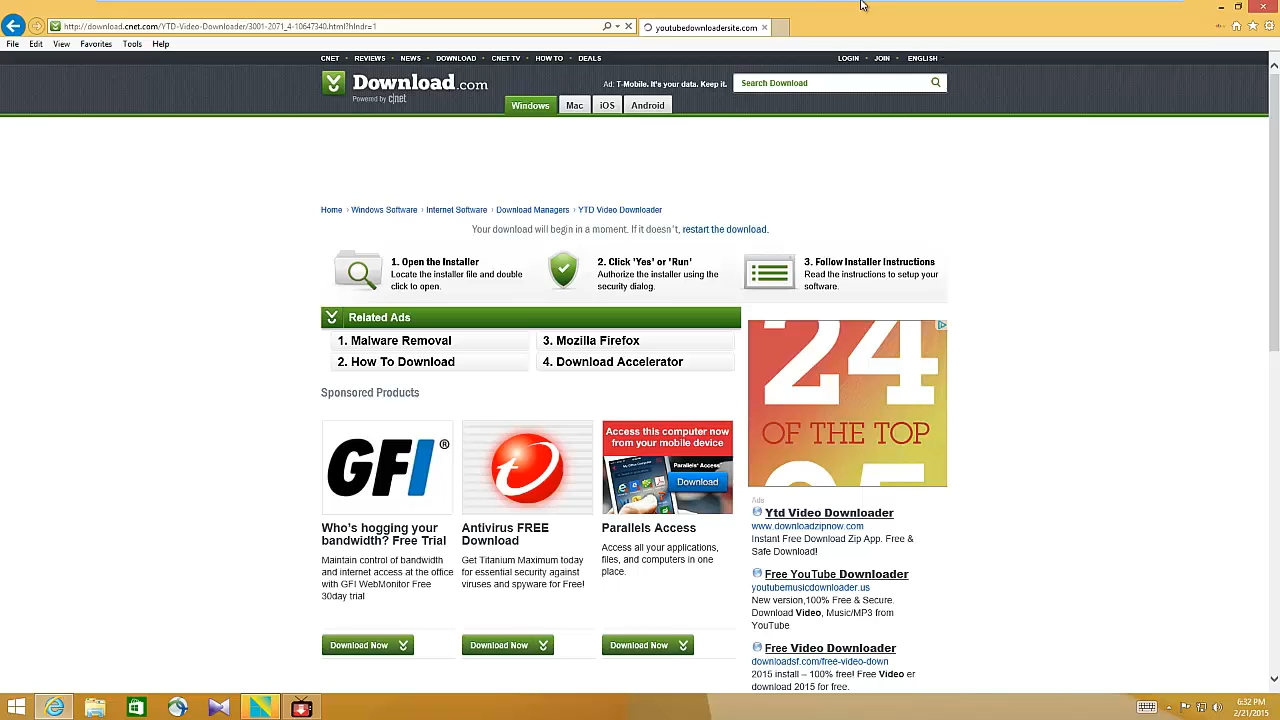 http://download.cnet.com/YTD-Video-Downloader/3001-2071_4-10647340.html?hlndr=1
youtubedownloadersite.com
File Edit View Favorites Tools Help
CNET REVIEWS NEWS DOWNLOAD CNET TV HOW TO DEALS
LOGIN JOIN ENGLISH
Download.com
Powered by c|net
Ad: T-Mobile. It's your data. Keep it.
Search Download
Windows Mac iOS Android
Home › Windows Software › Internet Software › Download Managers › YTD Video Downloader
Your download will begin in a moment. If it doesn't, restart the download.
1. Open the Installer
Locate the installer file and double
click to open.
2. Click 'Yes' or 'Run'
Authorize the installer using the
security dialog.
3. Follow Installer Instructions
Read the instructions to setup your
software.
Related Ads
1. Malware Removal
3. Mozilla Firefox
2. How To Download
4. Download Accelerator
Sponsored Products
GFI®
Who's hogging your
bandwidth? Free Trial
Maintain control of bandwidth
and internet access at the office
with GFI WebMonitor Free
30day trial
Download Now
Antivirus FREE
Download
Get Titanium Maximum today
for essential security against
viruses and spyware for Free!
Download Now
Access this computer now
from your mobile device
Parallels® Access™
Download
Parallels Access
Access all your applications,
files, and computers in one
place.
Download Now
24
OF THE TOP
Ads
Ytd Video Downloader
www.downloadzipnow.com
Instant Free Download Zip App. Free &
Safe Download!
Free YouTube Downloader
youtubemusicdownloader.us
New version,100% Free & Secure.
Download Video, Music/MP3 from
YouTube
Free Video Downloader
downloadsf.com/free-video-down
2015 install – 100% free! Free Video er
download 2015 for free.
6:32 PM
2/21/2015